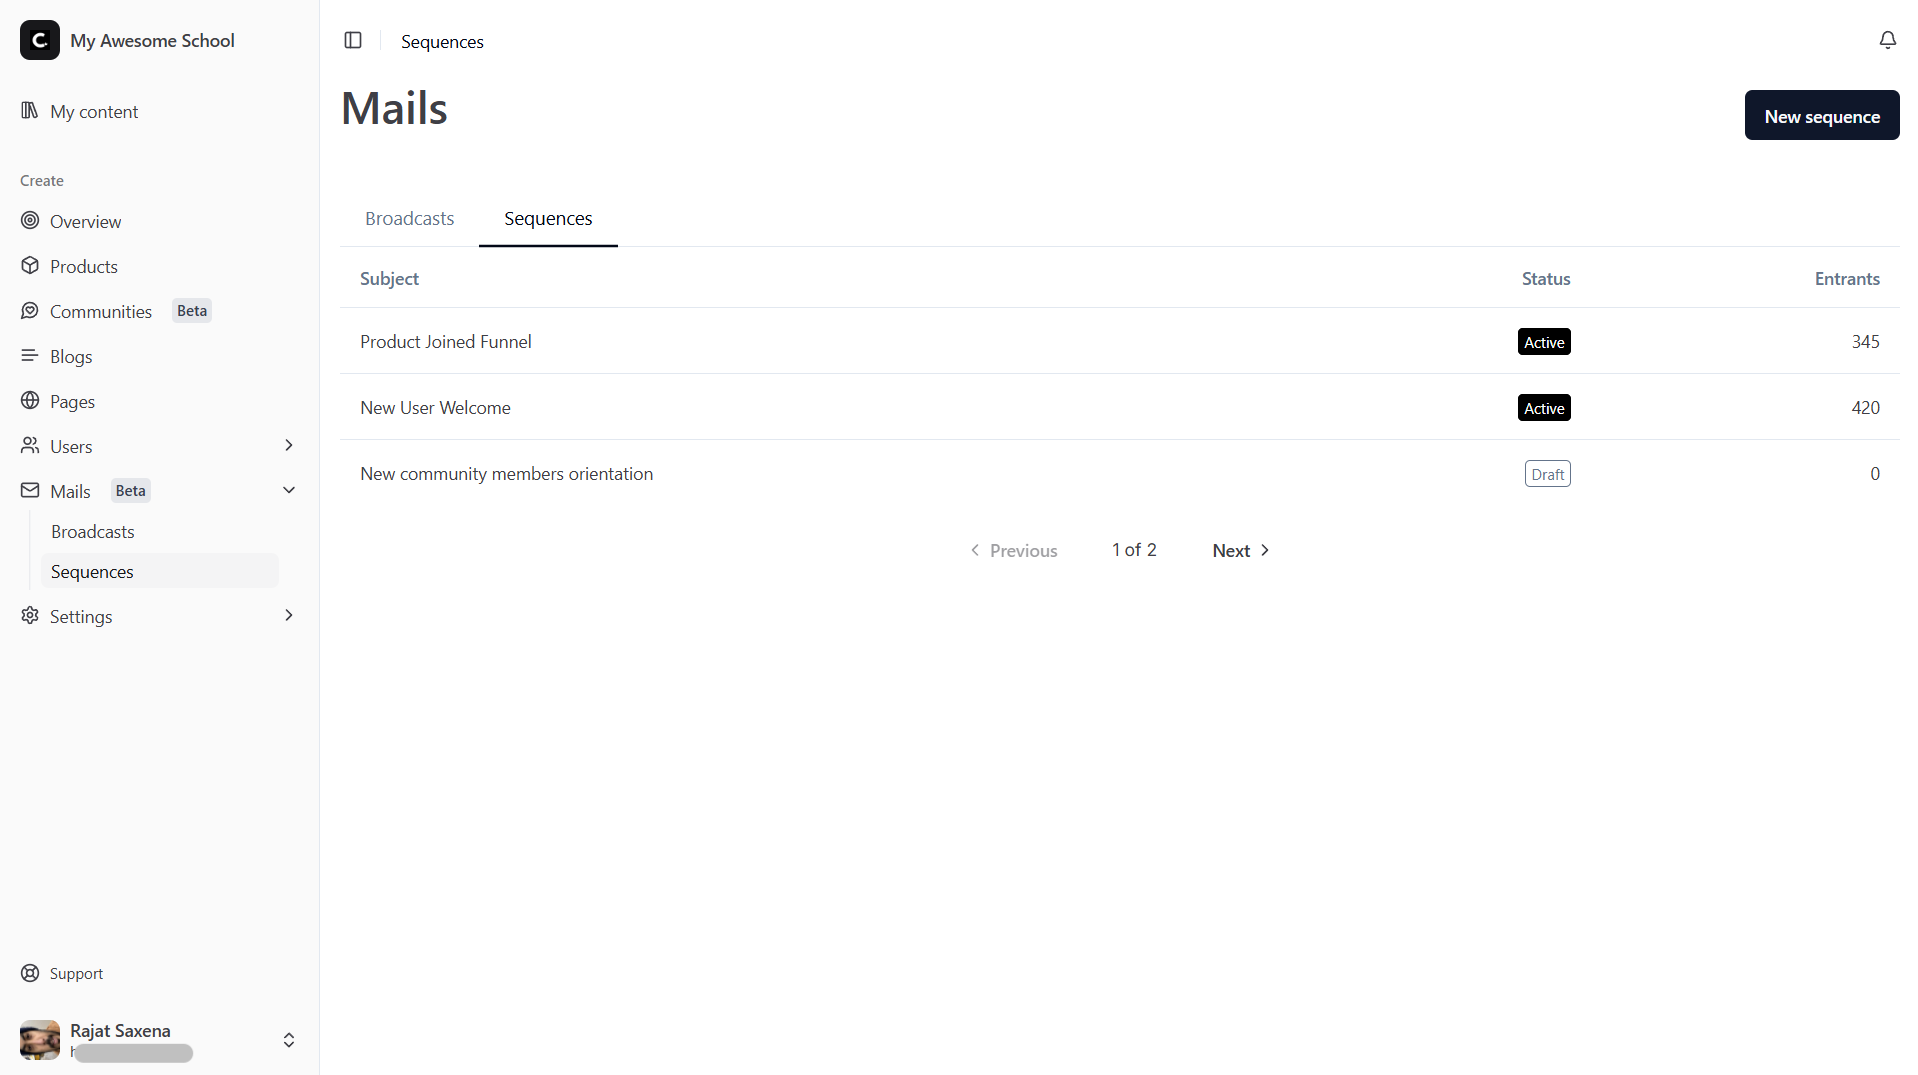 C.
My Awesome School
My content
Create
Overview
Products
Communities Beta
Blogs
Pages
Users
Mails Beta
Broadcasts
Sequences
Settings
Support
Rajat Saxena
Sequences
Mails
New sequence
Broadcasts Sequences
Subject Status Entrants
Product Joined Funnel Active 345
New User Welcome Active 420
New community members orientation Draft 0
Previous 1 of 2 Next